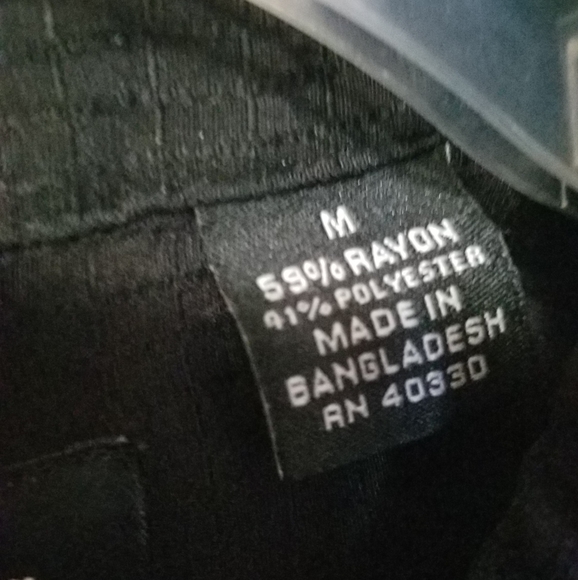 M
59% RAYON
41% POLYESTER
MADE IN
BANGLADESH
RN 40330